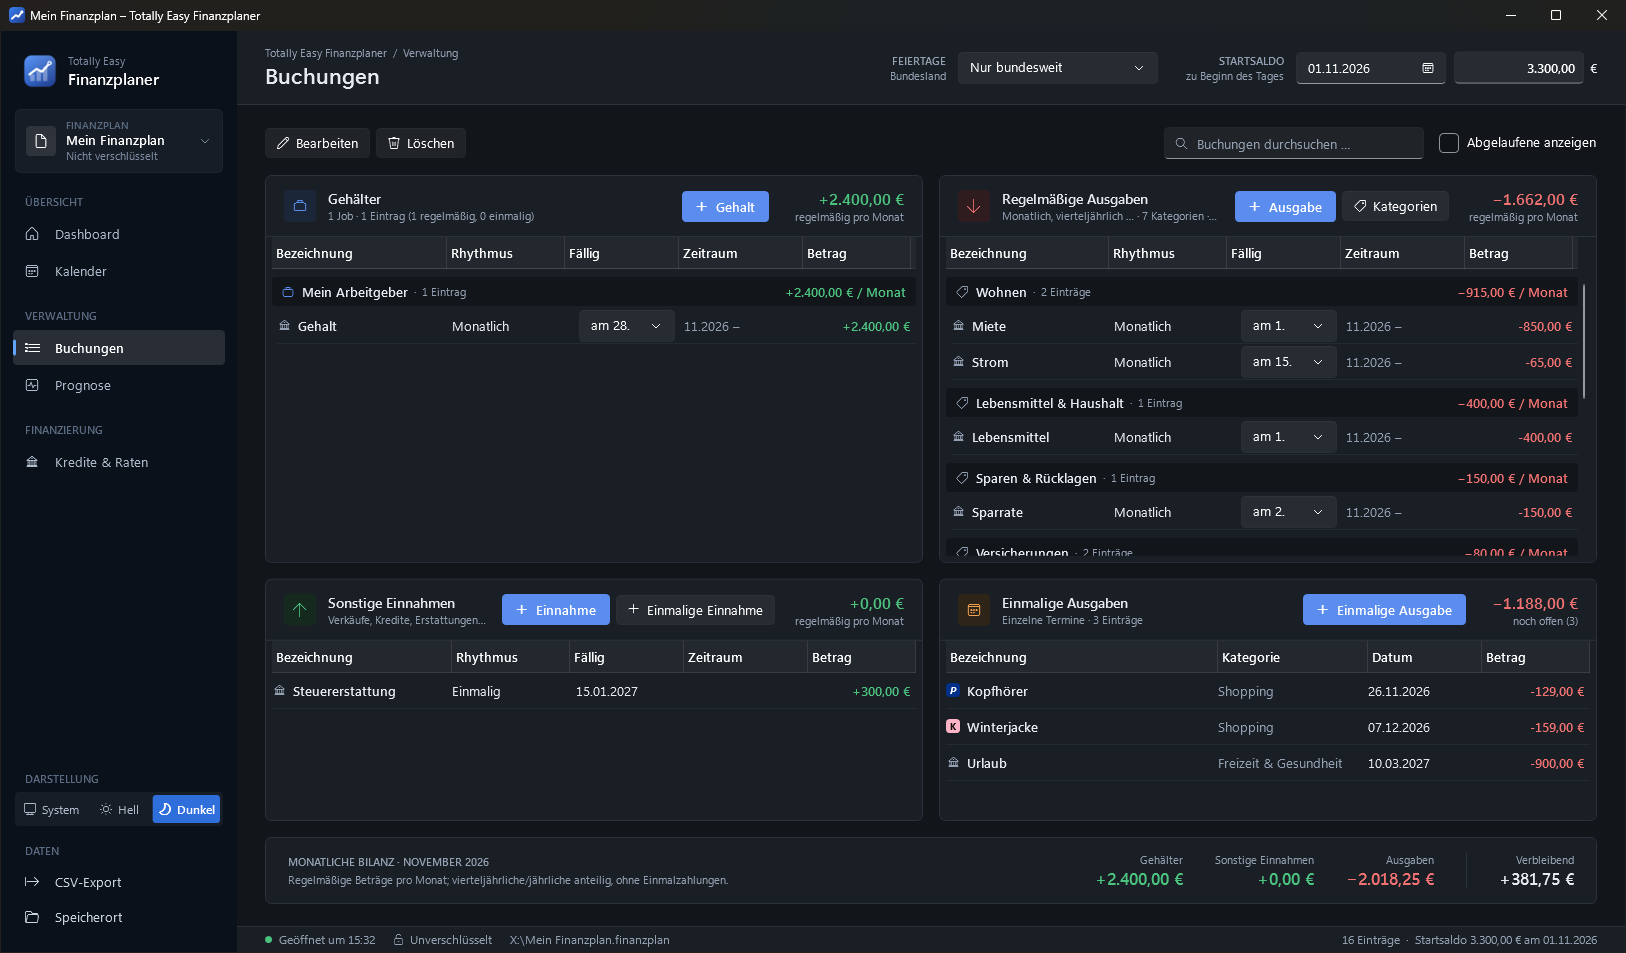 Mein Finanzplan – Totally Easy Finanzplaner
Totally Easy
Finanzplaner
FINANZPLAN
Mein Finanzplan
Nicht verschlüsselt
ÜBERSICHT
Dashboard
Kalender
VERWALTUNG
Buchungen
Prognose
FINANZIERUNG
Kredite & Raten
DARSTELLUNG
System Hell Dunkel
DATEN
CSV-Export
Speicherort
Totally Easy Finanzplaner / Verwaltung
Buchungen
FEIERTAGE
Bundesland
Nur bundesweit
STARTSALDO
zu Beginn des Tages
01.11.2026
3.300,00 €
Bearbeiten Löschen
Buchungen durchsuchen ...
Abgelaufene anzeigen
Gehälter
1 Job · 1 Eintrag (1 regelmäßig, 0 einmalig)
+ Gehalt
+2.400,00 €
regelmäßig pro Monat
Bezeichnung Rhythmus Fällig Zeitraum Betrag
Mein Arbeitgeber · 1 Eintrag +2.400,00 € / Monat
Gehalt Monatlich am 28. 11.2026 – +2.400,00 €
Regelmäßige Ausgaben
Monatlich, vierteljährlich ... · 7 Kategorien ·...
+ Ausgabe
Kategorien
−1.662,00 €
regelmäßig pro Monat
Bezeichnung Rhythmus Fällig Zeitraum Betrag
Wohnen · 2 Einträge −915,00 € / Monat
Miete Monatlich am 1. 11.2026 – -850,00 €
Strom Monatlich am 15. 11.2026 – -65,00 €
Lebensmittel & Haushalt · 1 Eintrag −400,00 € / Monat
Lebensmittel Monatlich am 1. 11.2026 – -400,00 €
Sparen & Rücklagen · 1 Eintrag −150,00 € / Monat
Sparrate Monatlich am 2. 11.2026 – -150,00 €
Versicherungen · 2 Einträge −80,00 € / Monat
Sonstige Einnahmen
Verkäufe, Kredite, Erstattungen...
+ Einnahme
+ Einmalige Einnahme
+0,00 €
regelmäßig pro Monat
Bezeichnung Rhythmus Fällig Zeitraum Betrag
Steuererstattung Einmalig 15.01.2027 +300,00 €
Einmalige Ausgaben
Einzelne Termine · 3 Einträge
+ Einmalige Ausgabe
−1.188,00 €
noch offen (3)
Bezeichnung Kategorie Datum Betrag
P Kopfhörer Shopping 26.11.2026 -129,00 €
K Winterjacke Shopping 07.12.2026 -159,00 €
Urlaub Freizeit & Gesundheit 10.03.2027 -900,00 €
MONATLICHE BILANZ · NOVEMBER 2026
Regelmäßige Beträge pro Monat; vierteljährliche/jährliche anteilig, ohne Einmalzahlungen.
Gehälter Sonstige Einnahmen Ausgaben Verbleibend
+2.400,00 € +0,00 € −2.018,25 € +381,75 €
Geöffnet um 15:32 Unverschlüsselt X:\Mein Finanzplan.finanzplan
16 Einträge · Startsaldo 3.300,00 € am 01.11.2026